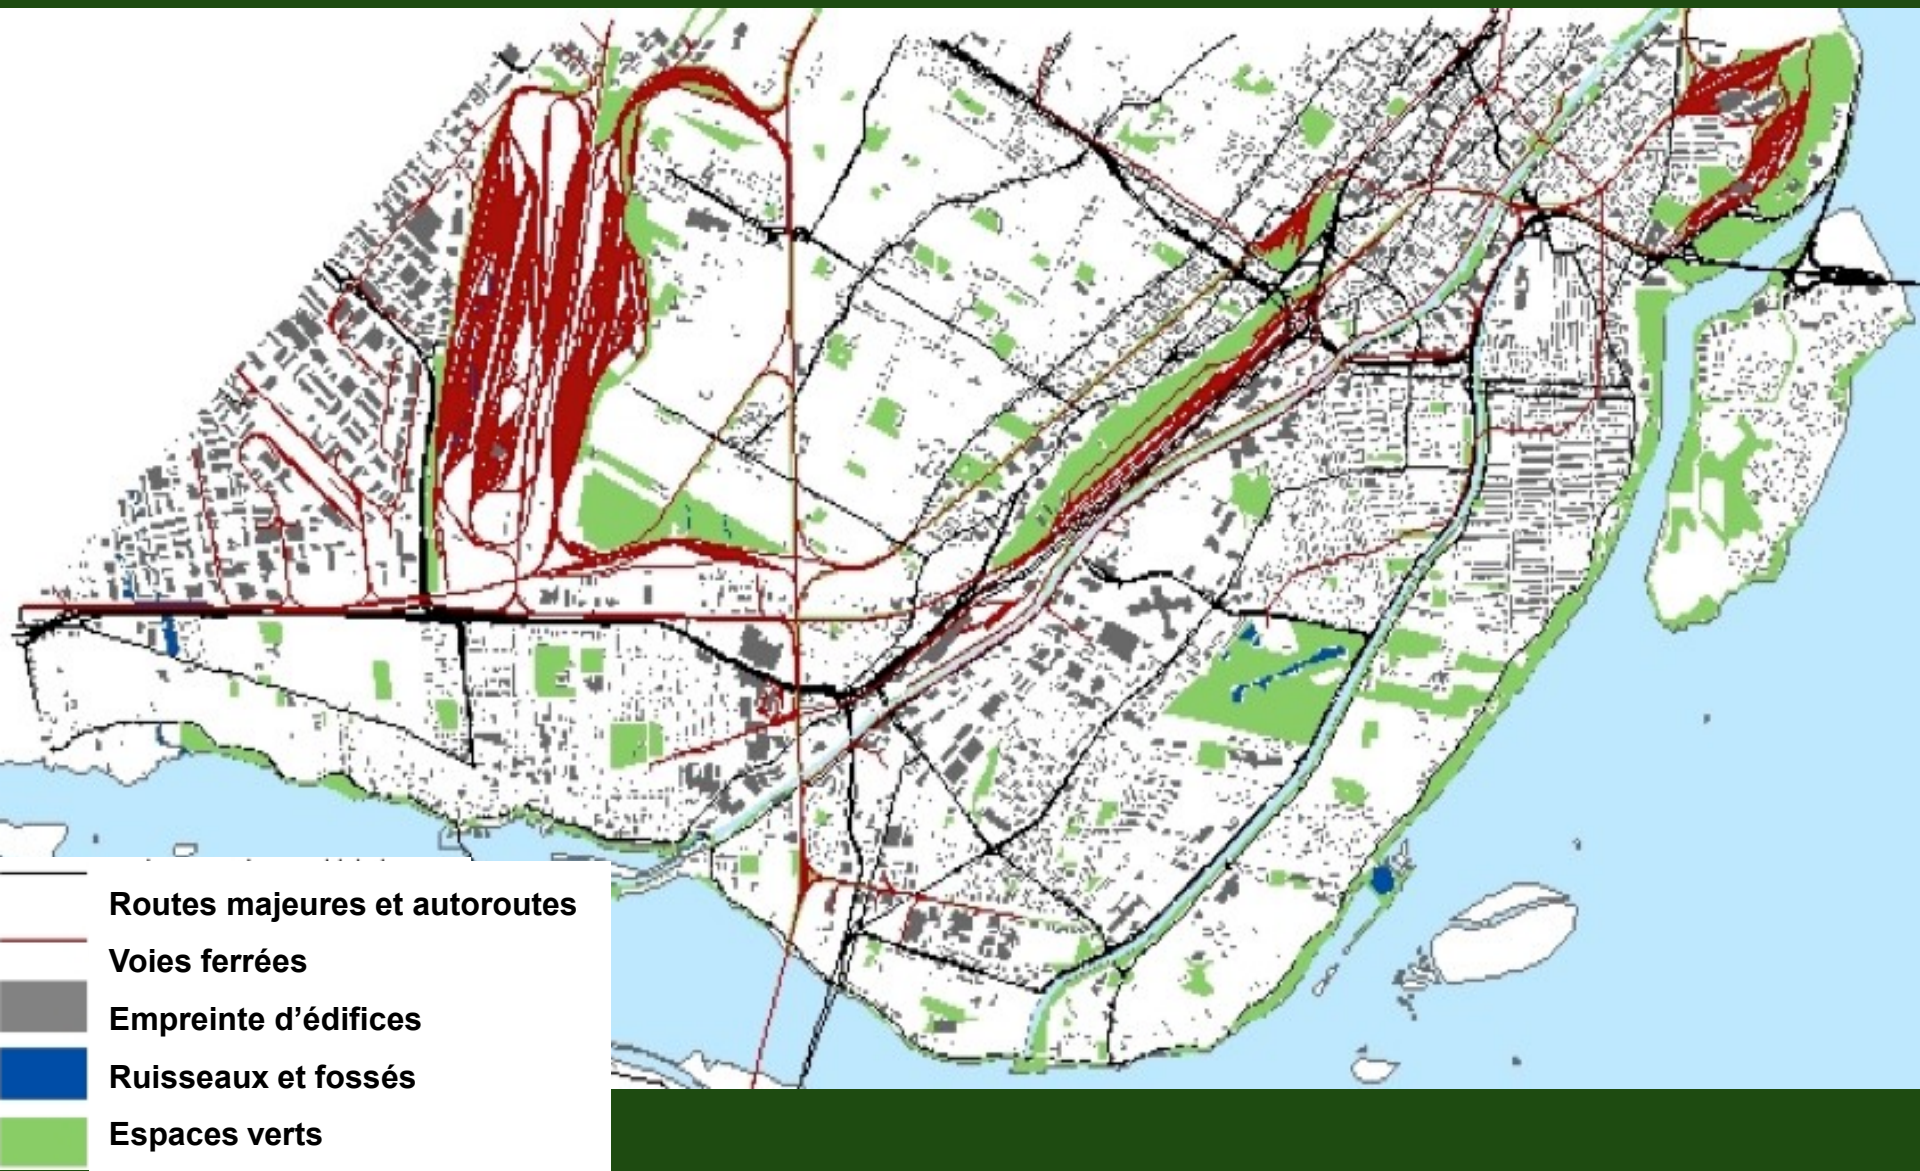 Routes majeures et autoroutes
Voies ferrées
Empreinte d’édifices
Ruisseaux et fossés
Espaces verts